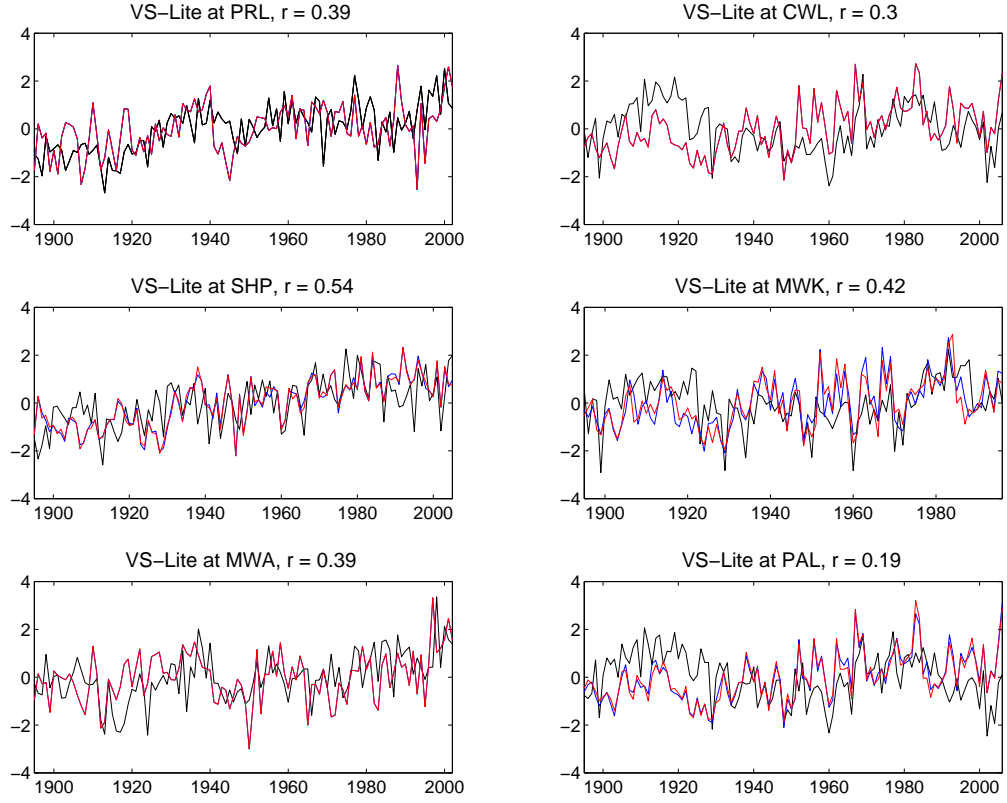 VS−Lite at PRL, r = 0.39
4
2
0
−2
−4
1900 1920 1940 1960 1980 2000
VS−Lite at CWL, r = 0.3
4
2
0
−2
−4
1900 1920 1940 1960 1980 2000
VS−Lite at SHP, r = 0.54
4
2
0
−2
−4
1900 1920 1940 1960 1980 2000
VS−Lite at MWK, r = 0.42
4
2
0
−2
−4
1900 1920 1940 1960 1980
VS−Lite at MWA, r = 0.39
4
2
0
−2
−4
1900 1920 1940 1960 1980 2000
VS−Lite at PAL, r = 0.19
4
2
0
−2
−4
1900 1920 1940 1960 1980 2000